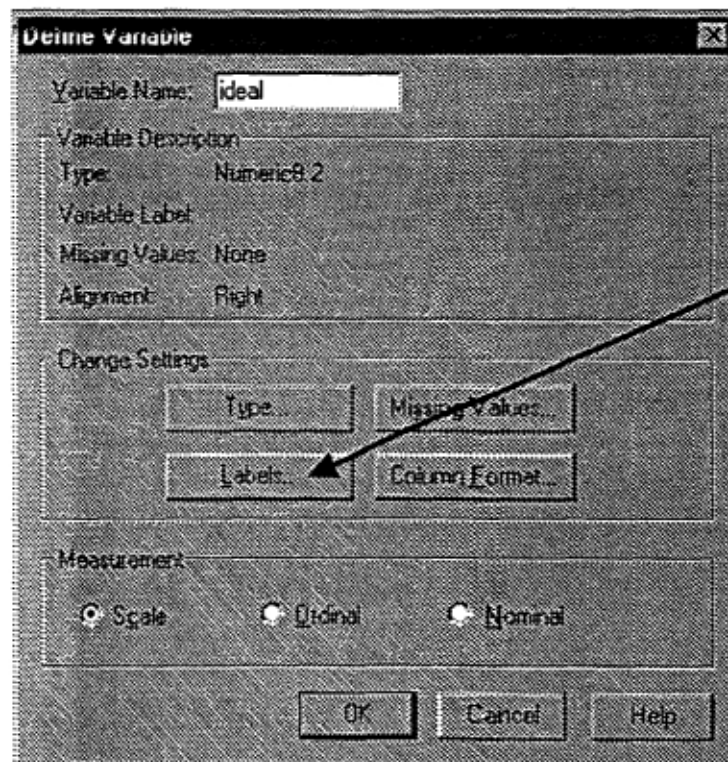 Define Variable
Variable Name: ideal
Variable Description
Type: Numeric8.2
Variable Label
Missing Values: None
Alignment: Right
Change Settings
Type... Missing Values...
Labels... Column Format...
Measurement
Scale Ordinal Nominal
OK Cancel Help